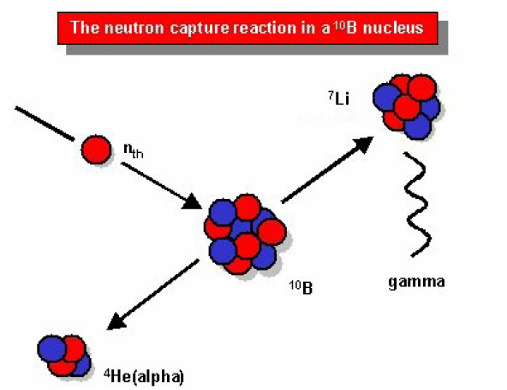 The neutron capture reaction in a ¹⁰B nucleus
⁷Li
nth
¹⁰B
gamma
⁴He(alpha)